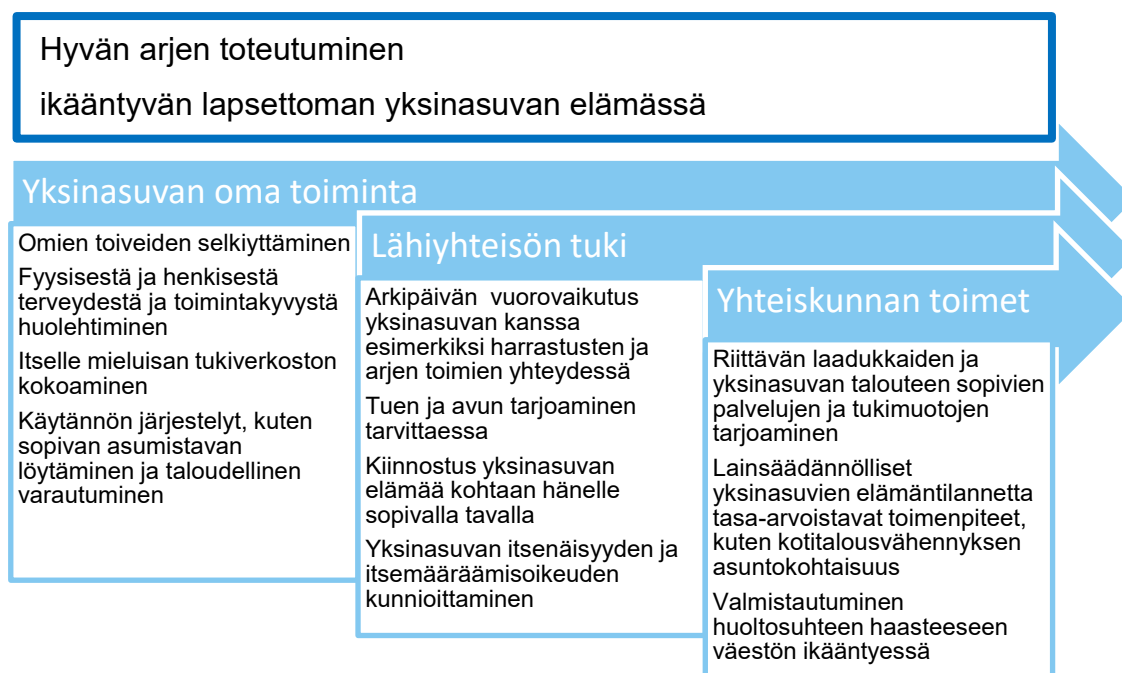 Hyvän arjen toteutuminen
ikääntyvän lapsettoman yksinasuvan elämässä
Yksinasuvan oma toiminta
Omien toiveiden selkiyttäminen
Fyysisestä ja henkisestä
terveydestä ja toimintakyvystä
huolehtiminen
Itselle mieluisan tukiverkoston
kokoaminen
Käytännön järjestelyt, kuten
sopivan asumistavan
löytäminen ja taloudellinen
varautuminen
Lähiyhteisön tuki
Arkipäivän vuorovaikutus
yksinasuvan kanssa
esimerkiksi harrastusten ja
arjen toimien yhteydessä
Tuen ja avun tarjoaminen
tarvittaessa
Kiinnostus yksinasuvan
elämää kohtaan hänelle
sopivalla tavalla
Yksinasuvan itsenäisyyden ja
itsemääräämisoikeuden
kunnioittaminen
Yhteiskunnan toimet
Riittävän laadukkaiden ja
yksinasuvan talouteen sopivien
palvelujen ja tukimuotojen
tarjoaminen
Lainsäädännölliset
yksinasuvien elämäntilannetta
tasa-arvoistavat toimenpiteet,
kuten kotitalousvähennyksen
asuntokohtaisuus
Valmistautuminen
huoltosuhteen haasteeseen
väestön ikääntyessä